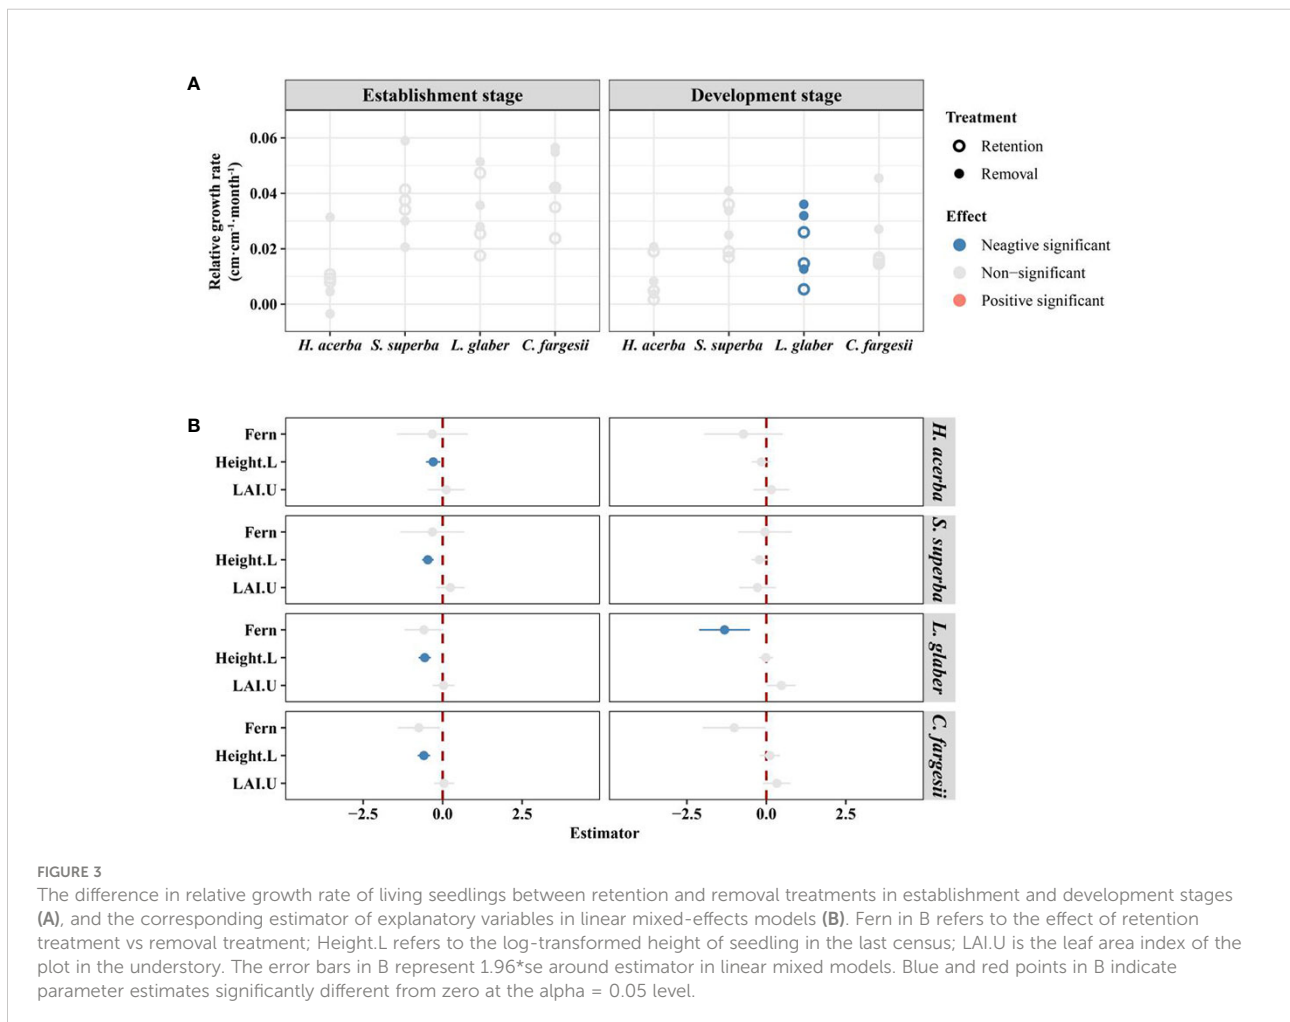 A
Establishment stage
Development stage
Relative growth rate
(cm·cm⁻¹·month⁻¹)
0.06
0.04
0.02
0.00
H. acerba S. superba L. glaber C. fargesii
H. acerba S. superba L. glaber C. fargesii
Treatment
Retention
Removal
Effect
Neagtive significant
Non−significant
Positive significant
B
Fern
Height.L
LAI.U
H. acerba
Fern
Height.L
LAI.U
S. superba
Fern
Height.L
LAI.U
L. glaber
Fern
Height.L
LAI.U
C. fargesii
−2.5 0.0 2.5
−2.5 0.0 2.5
Estimator
FIGURE 3
The difference in relative growth rate of living seedlings between retention and removal treatments in establishment and development stages
(A), and the corresponding estimator of explanatory variables in linear mixed-effects models (B). Fern in B refers to the effect of retention
treatment vs removal treatment; Height.L refers to the log-transformed height of seedling in the last census; LAI.U is the leaf area index of the
plot in the understory. The error bars in B represent 1.96*se around estimator in linear mixed models. Blue and red points in B indicate
parameter estimates significantly different from zero at the alpha = 0.05 level.